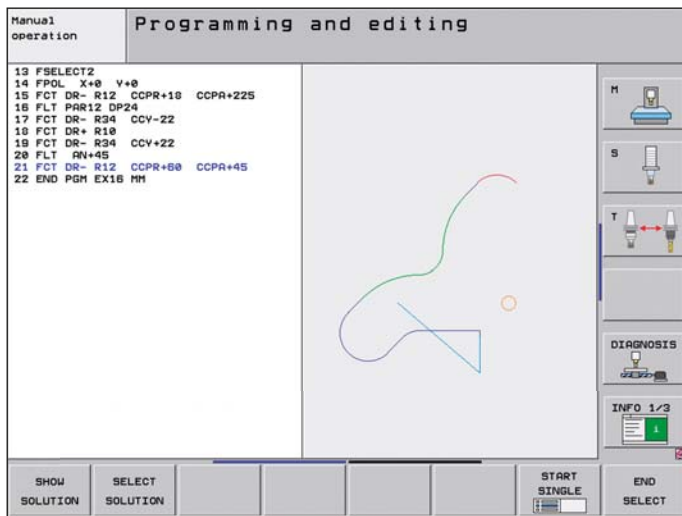 Manual
operation
Programming and editing
13 FSELECT2
14 FPOL X+0 Y+0
15 FCT DR- R12 CCPR+18 CCPA+225
16 FLT PAR12 DP24
17 FCT DR- R34 CCY-22
18 FCT DR+ R10
19 FCT DR- R34 CCY+22
20 FLT AN+45
21 FCT DR- R12 CCPR+60 CCPA+45
22 END PGM EX16 MM
M
S
T
DIAGNOSIS
INFO 1/3
i
SHOW
SOLUTION
SELECT
SOLUTION
START
SINGLE
END
SELECT